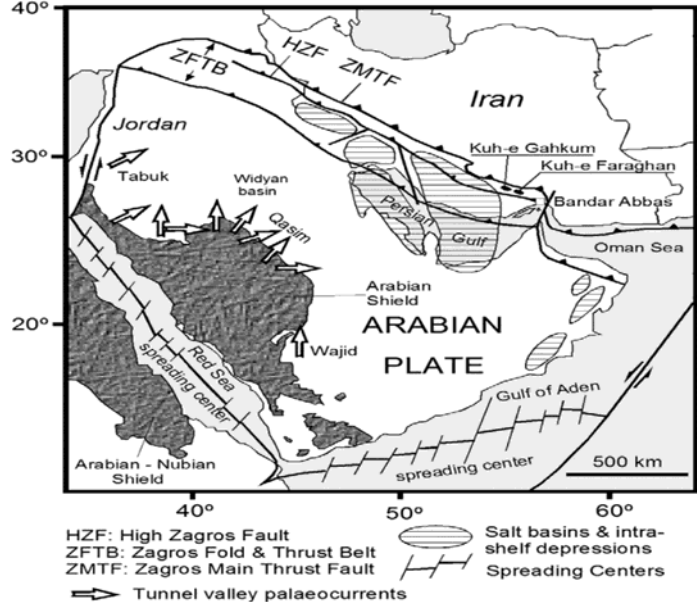 40°
ZFTB
HZF
ZMTF
Iran
Jordan
30°
Tabuk
Widyan
basin
Qasim
Kuh-e Gahkum
Kuh-e Faraghan
Bandar Abbas
Persian
Gulf
Oman Sea
Arabian
Shield
20°
ARABIAN
PLATE
Wajid
Red Sea
spreading center
Gulf of Aden
spreading center
Arabian - Nubian
Shield
500 km
40°
50°
60°
HZF: High Zagros Fault
ZFTB: Zagros Fold & Thrust Belt
ZMTF: Zagros Main Thrust Fault
Tunnel valley palaeocurrents
Salt basins & intra-
shelf depressions
Spreading Centers